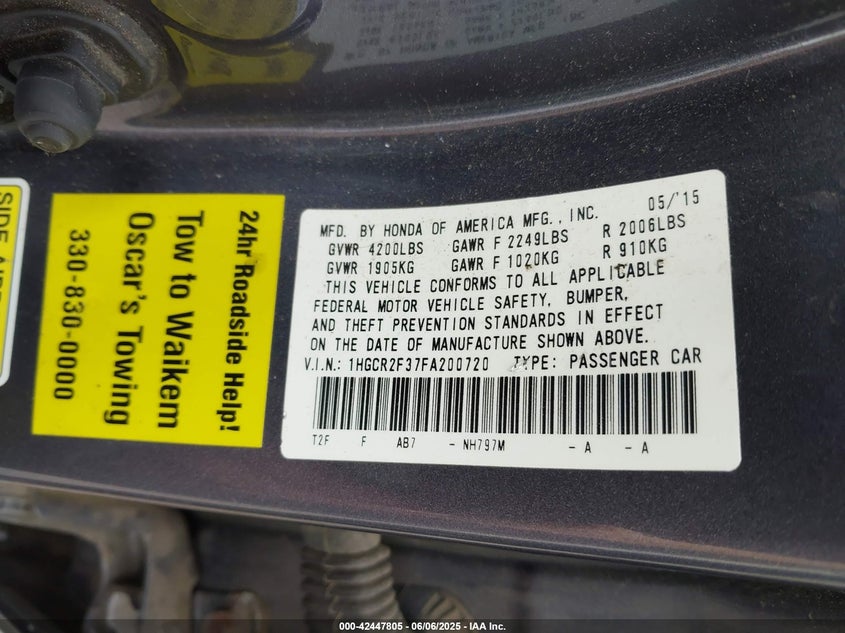 24hr Roadside Help!
Tow to Waikem
Oscar's Towing
330-830-0000
05/'15
MFD. BY HONDA OF AMERICA MFG., INC.
GVWR 4200LBS GAWR F 2249LBS R 2006LBS
GVWR 1905KG GAWR F 1020KG R 910KG
THIS VEHICLE CONFORMS TO ALL APPLICABLE
FEDERAL MOTOR VEHICLE SAFETY, BUMPER,
AND THEFT PREVENTION STANDARDS IN EFFECT
ON THE DATE OF MANUFACTURE SHOWN ABOVE.
V.I.N.: 1HGCR2F37FA200720 TYPE: PASSENGER CAR
T2F F AB7 - NH797M - A - A
000-42447805 - 06/06/2025 - IAA Inc.